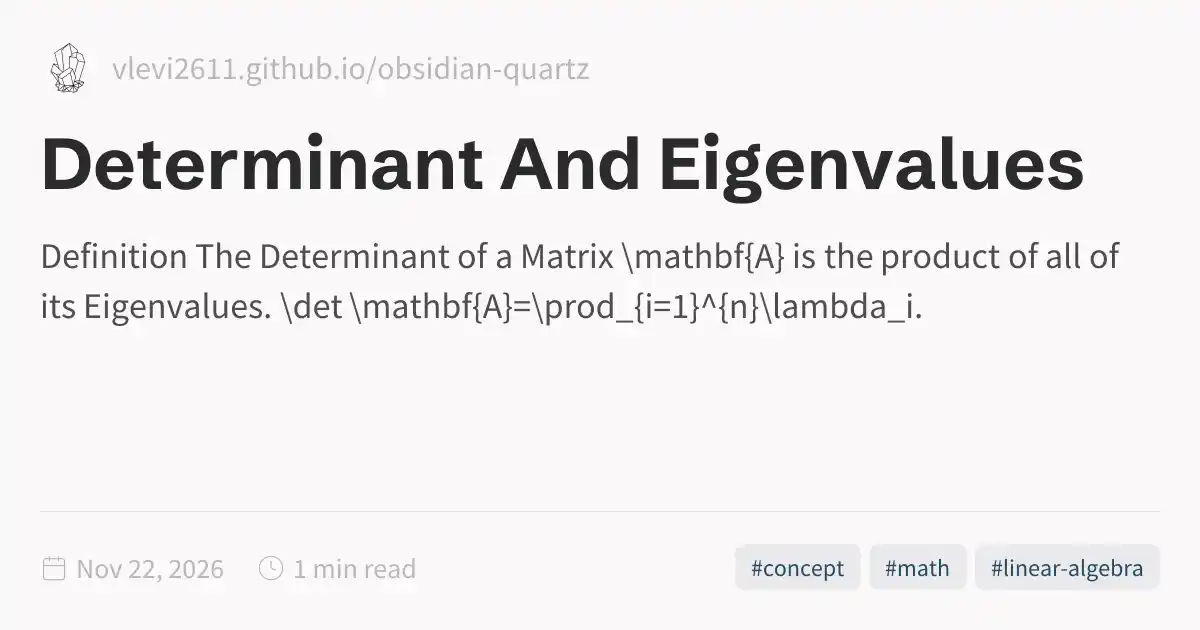 vlevi2611.github.io/obsidian-quartz
Determinant And Eigenvalues
Definition The Determinant of a Matrix \mathbf{A} is the product of all of
its Eigenvalues. \det \mathbf{A}=\prod_{i=1}^{n}\lambda_i.
Nov 22, 2026 1 min read #concept #math #linear-algebra